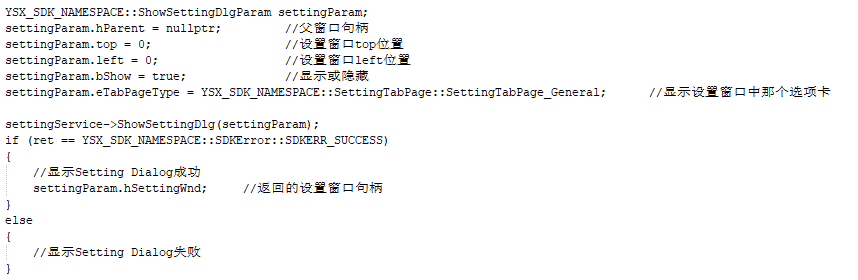 YSX_SDK_NAMESPACE::ShowSettingDlgParam settingParam;
settingParam.hParent = nullptr;         //父窗口句柄
settingParam.top = 0;                   //设置窗口top位置
settingParam.left = 0;                  //设置窗口left位置
settingParam.bShow = true;              //显示或隐藏
settingParam.eTabPageType = YSX_SDK_NAMESPACE::SettingTabPage::SettingTabPage_General;      //显示设置窗口中那个选项卡
settingService->ShowSettingDlg(settingParam);
if (ret == YSX_SDK_NAMESPACE::SDKError::SDKERR_SUCCESS)
{
    //显示Setting Dialog成功
    settingParam.hSettingWnd;     //返回的设置窗口句柄
}
else
{
    //显示Setting Dialog失败
}